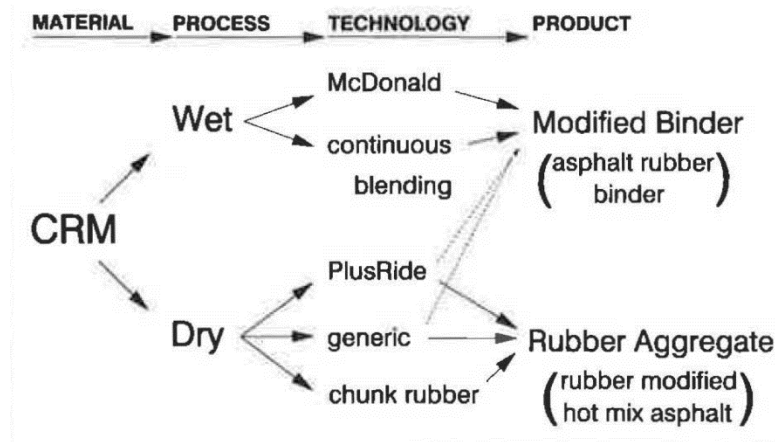 MATERIAL PROCESS TECHNOLOGY PRODUCT
McDonald
Wet
Modified Binder
continuous
blending
(asphalt rubber
binder)
CRM
PlusRide
Dry
generic
Rubber Aggregate
chunk rubber
(rubber modified
hot mix asphalt)